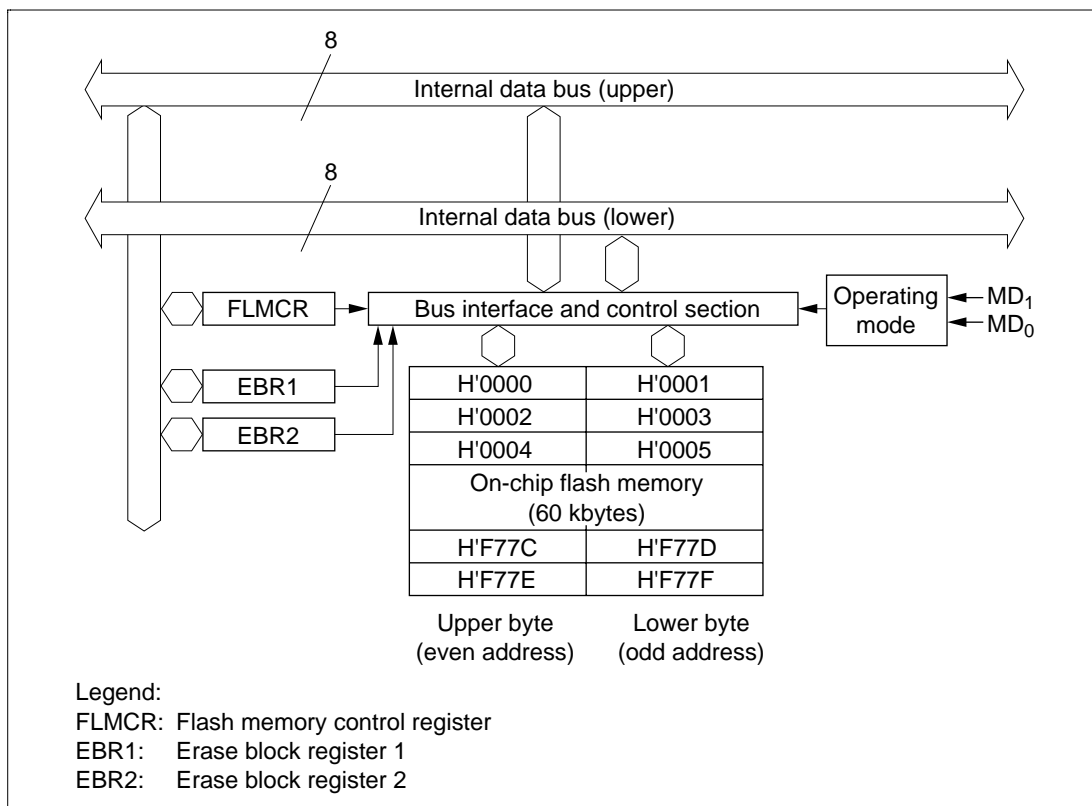 8
Internal data bus (upper)
8
Internal data bus (lower)
FLMCR
Bus interface and control section
Operating
mode
MD1
MD0
EBR1
EBR2
H'0000 H'0001
H'0002 H'0003
H'0004 H'0005
On-chip flash memory
(60 kbytes)
H'F77C H'F77D
H'F77E H'F77F
Upper byte
(even address)
Lower byte
(odd address)
Legend:
FLMCR: Flash memory control register
EBR1: Erase block register 1
EBR2: Erase block register 2